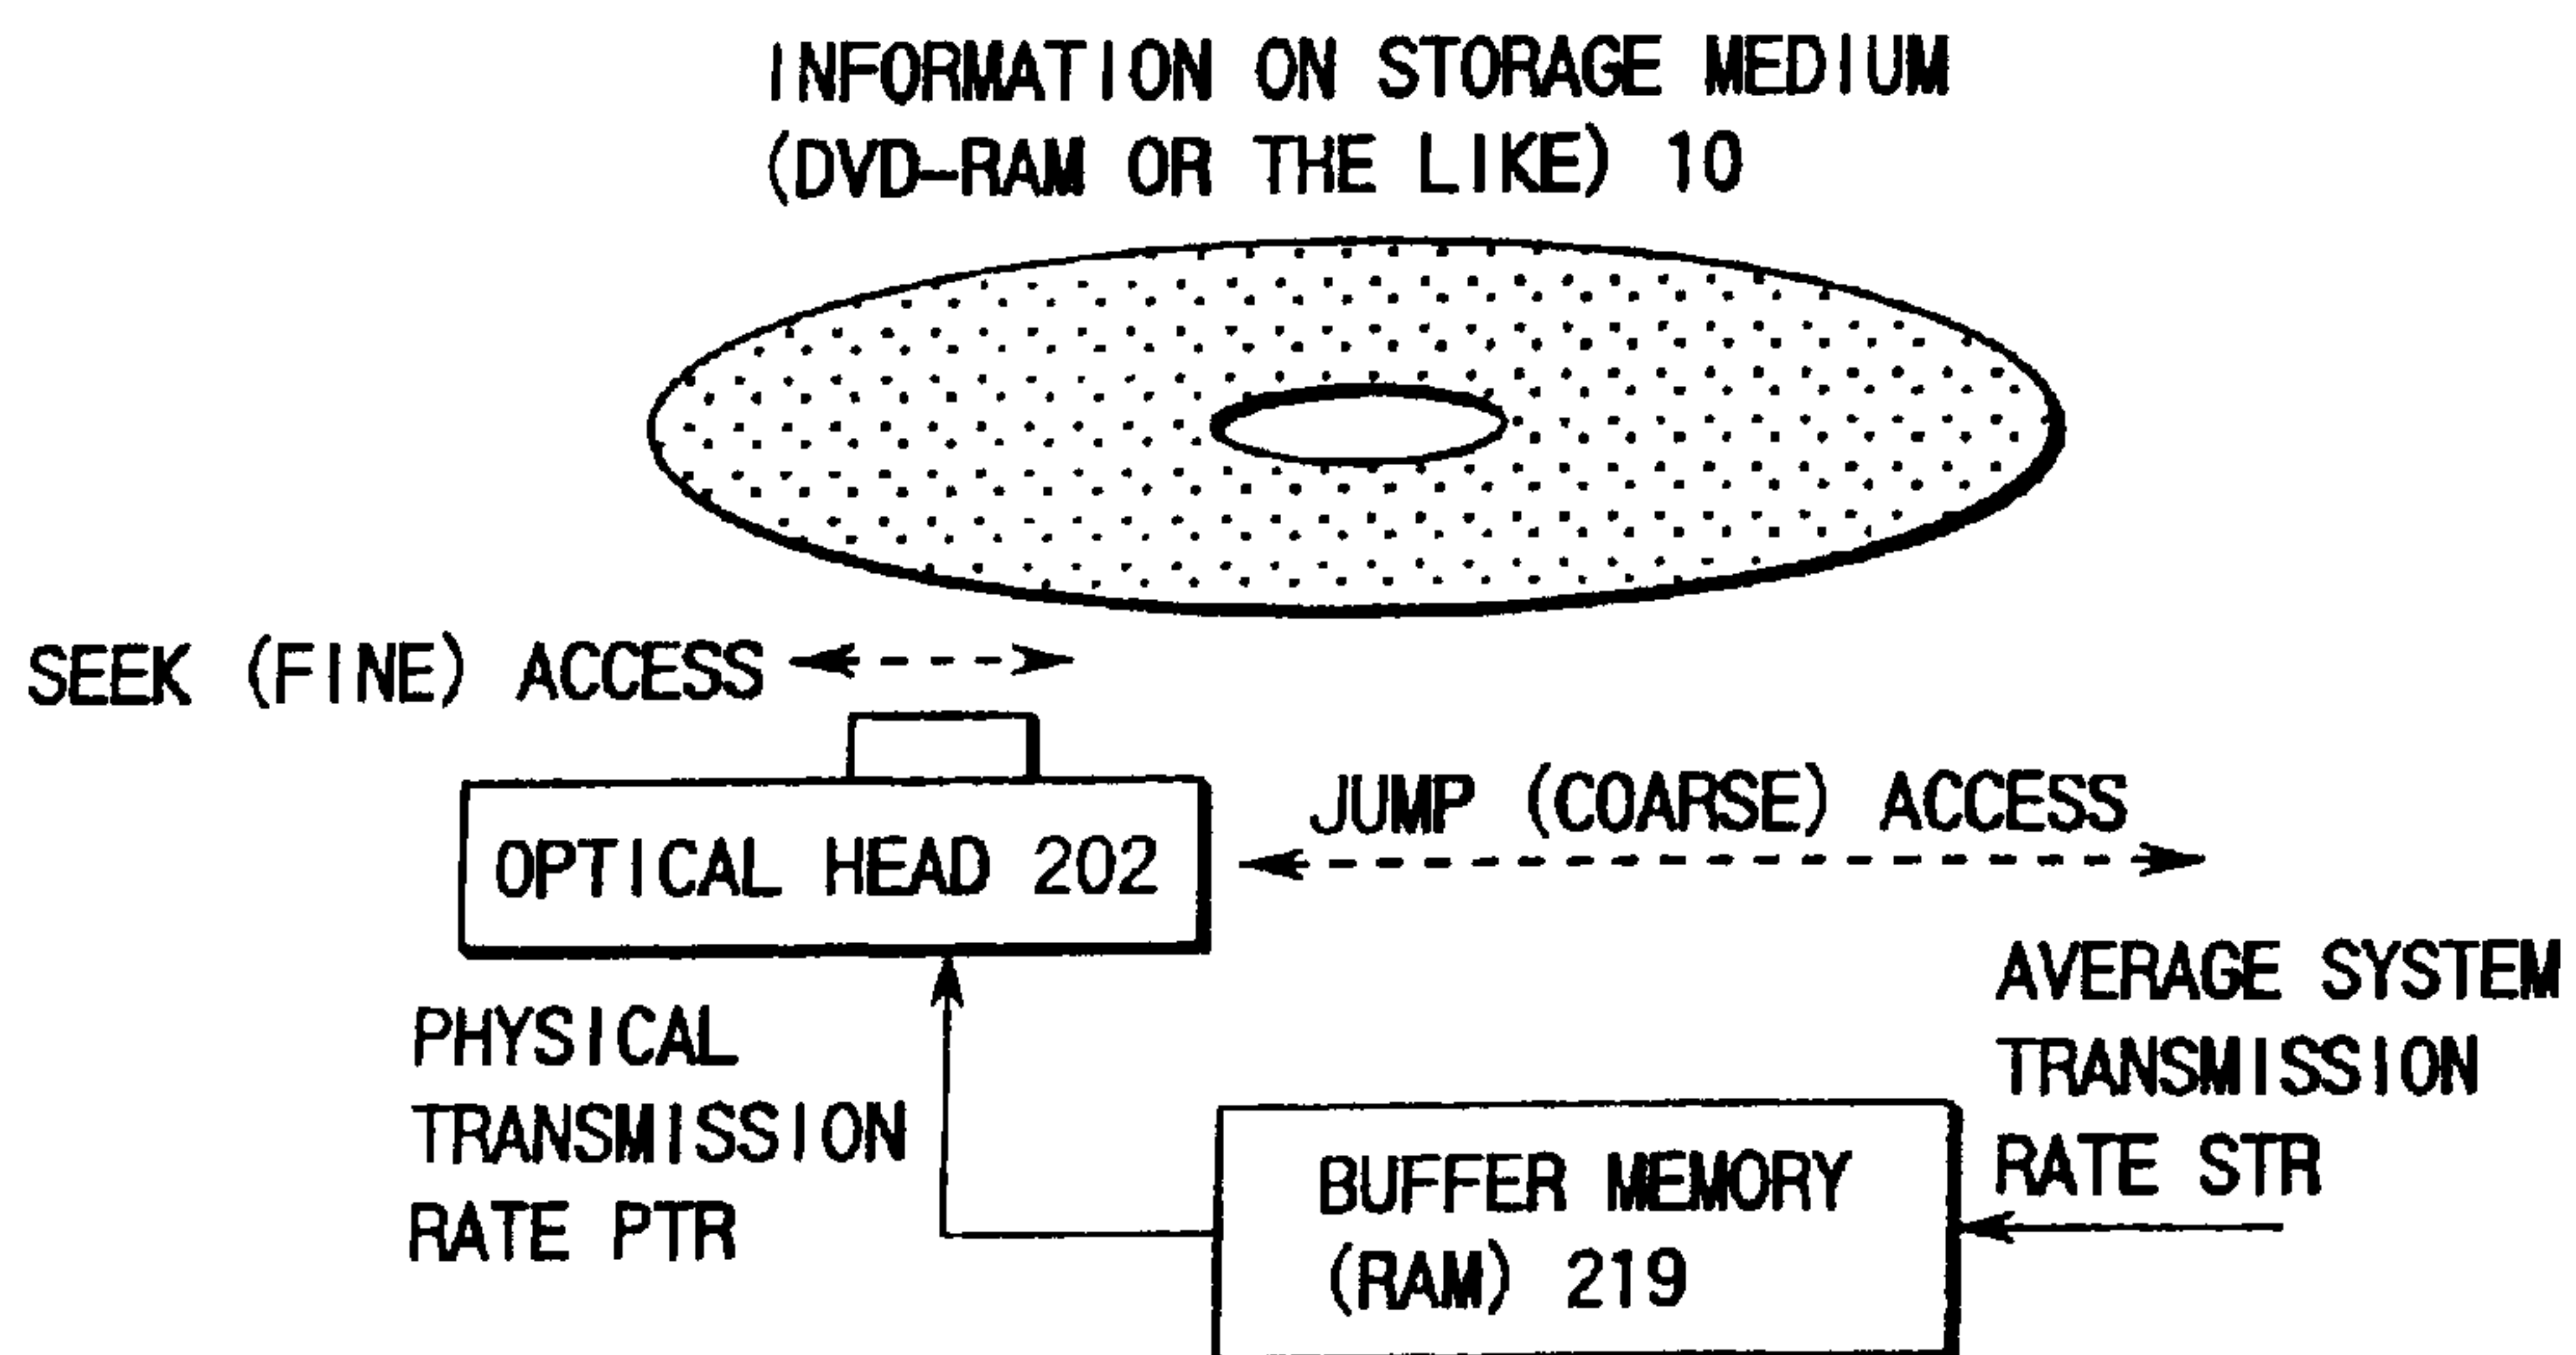 INFORMATION ON STORAGE MEDIUM
(DVD-RAM OR THE LIKE) 10
SEEK (FINE) ACCESS
JUMP (COARSE) ACCESS
OPTICAL HEAD 202
PHYSICAL
TRANSMISSION
RATE PTR
AVERAGE SYSTEM
TRANSMISSION
RATE STR
BUFFER MEMORY
(RAM) 219